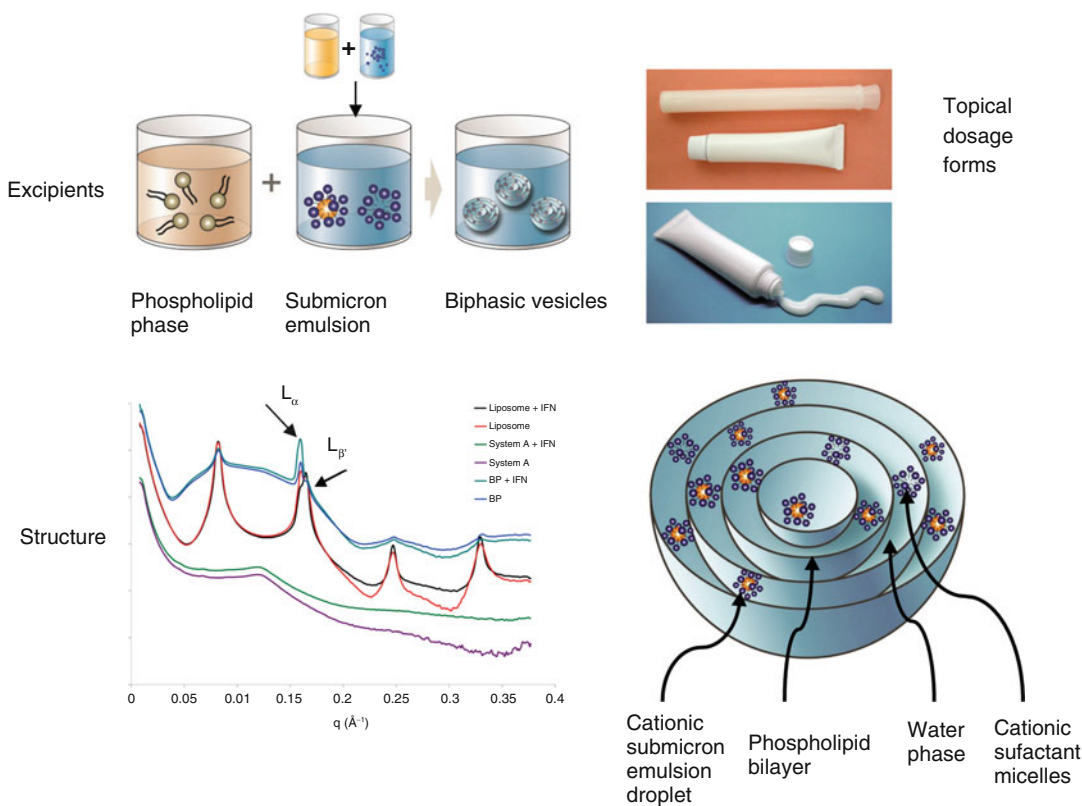 Excipients
+
+
Phospholipid
phase
Submicron
emulsion
Biphasic vesicles
Topical
dosage
forms
Structure
Lα
Lβ'
Liposome + IFN
Liposome
System A + IFN
System A
BP + IFN
BP
0
0.05
0.01
0.15
0.2
0.25
0.3
0.35
0.4
q (Å⁻¹)
Cationic
submicron
emulsion
droplet
Phospholipid
bilayer
Water
phase
Cationic
sufactant
micelles